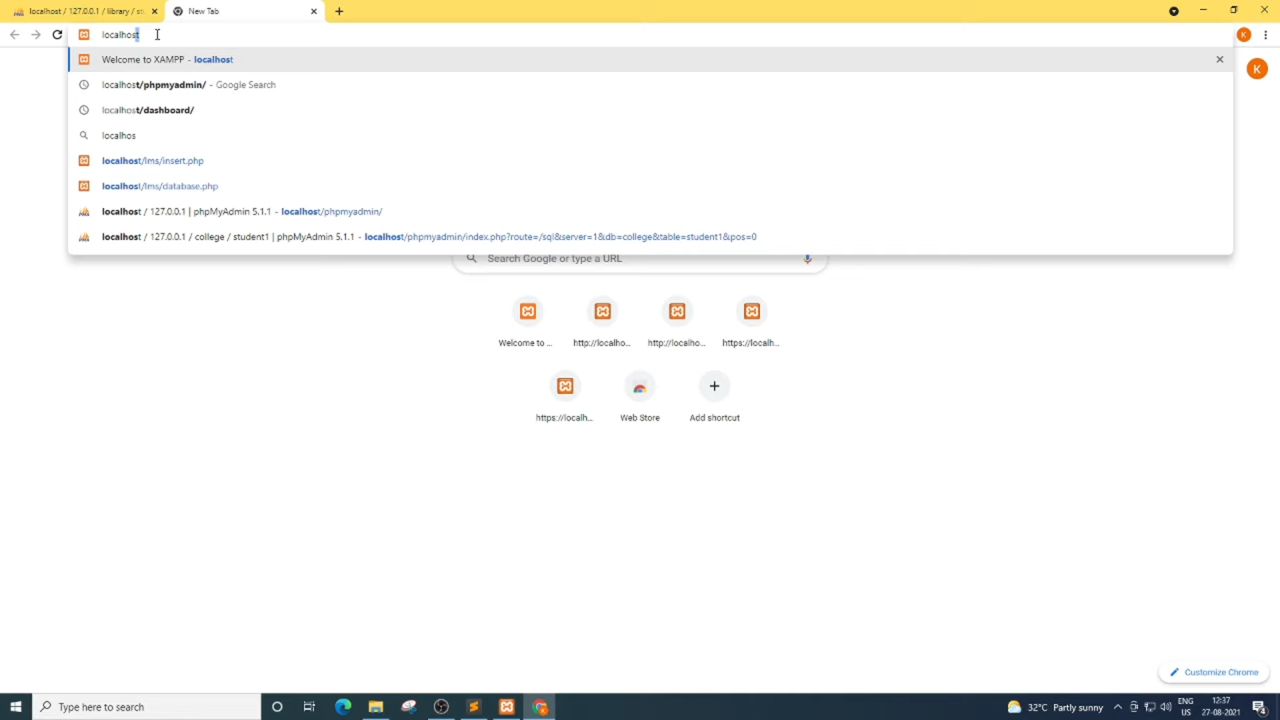 localhost / 127.0.0.1 / library / st
New Tab
localhost
K
Welcome to XAMPP - localhost
K
localhost/phpmyadmin/ - Google Search
localhost/dashboard/
localhos
localhost/lms/insert.php
localhost/lms/database.php
localhost / 127.0.0.1 | phpMyAdmin 5.1.1 - localhost/phpmyadmin/
localhost / 127.0.0.1 / college / student1 | phpMyAdmin 5.1.1 - localhost/phpmyadmin/index.php?route=/sql&server=1&db=college&table=student1&pos=0
Search Google or type a URL
Welcome to ...
http://localho...
http://localho...
https://localh...
https://localh...
Web Store
Add shortcut
Customize Chrome
Type here to search
32°C Partly sunny
ENG
US
12:37
27-08-2021
4